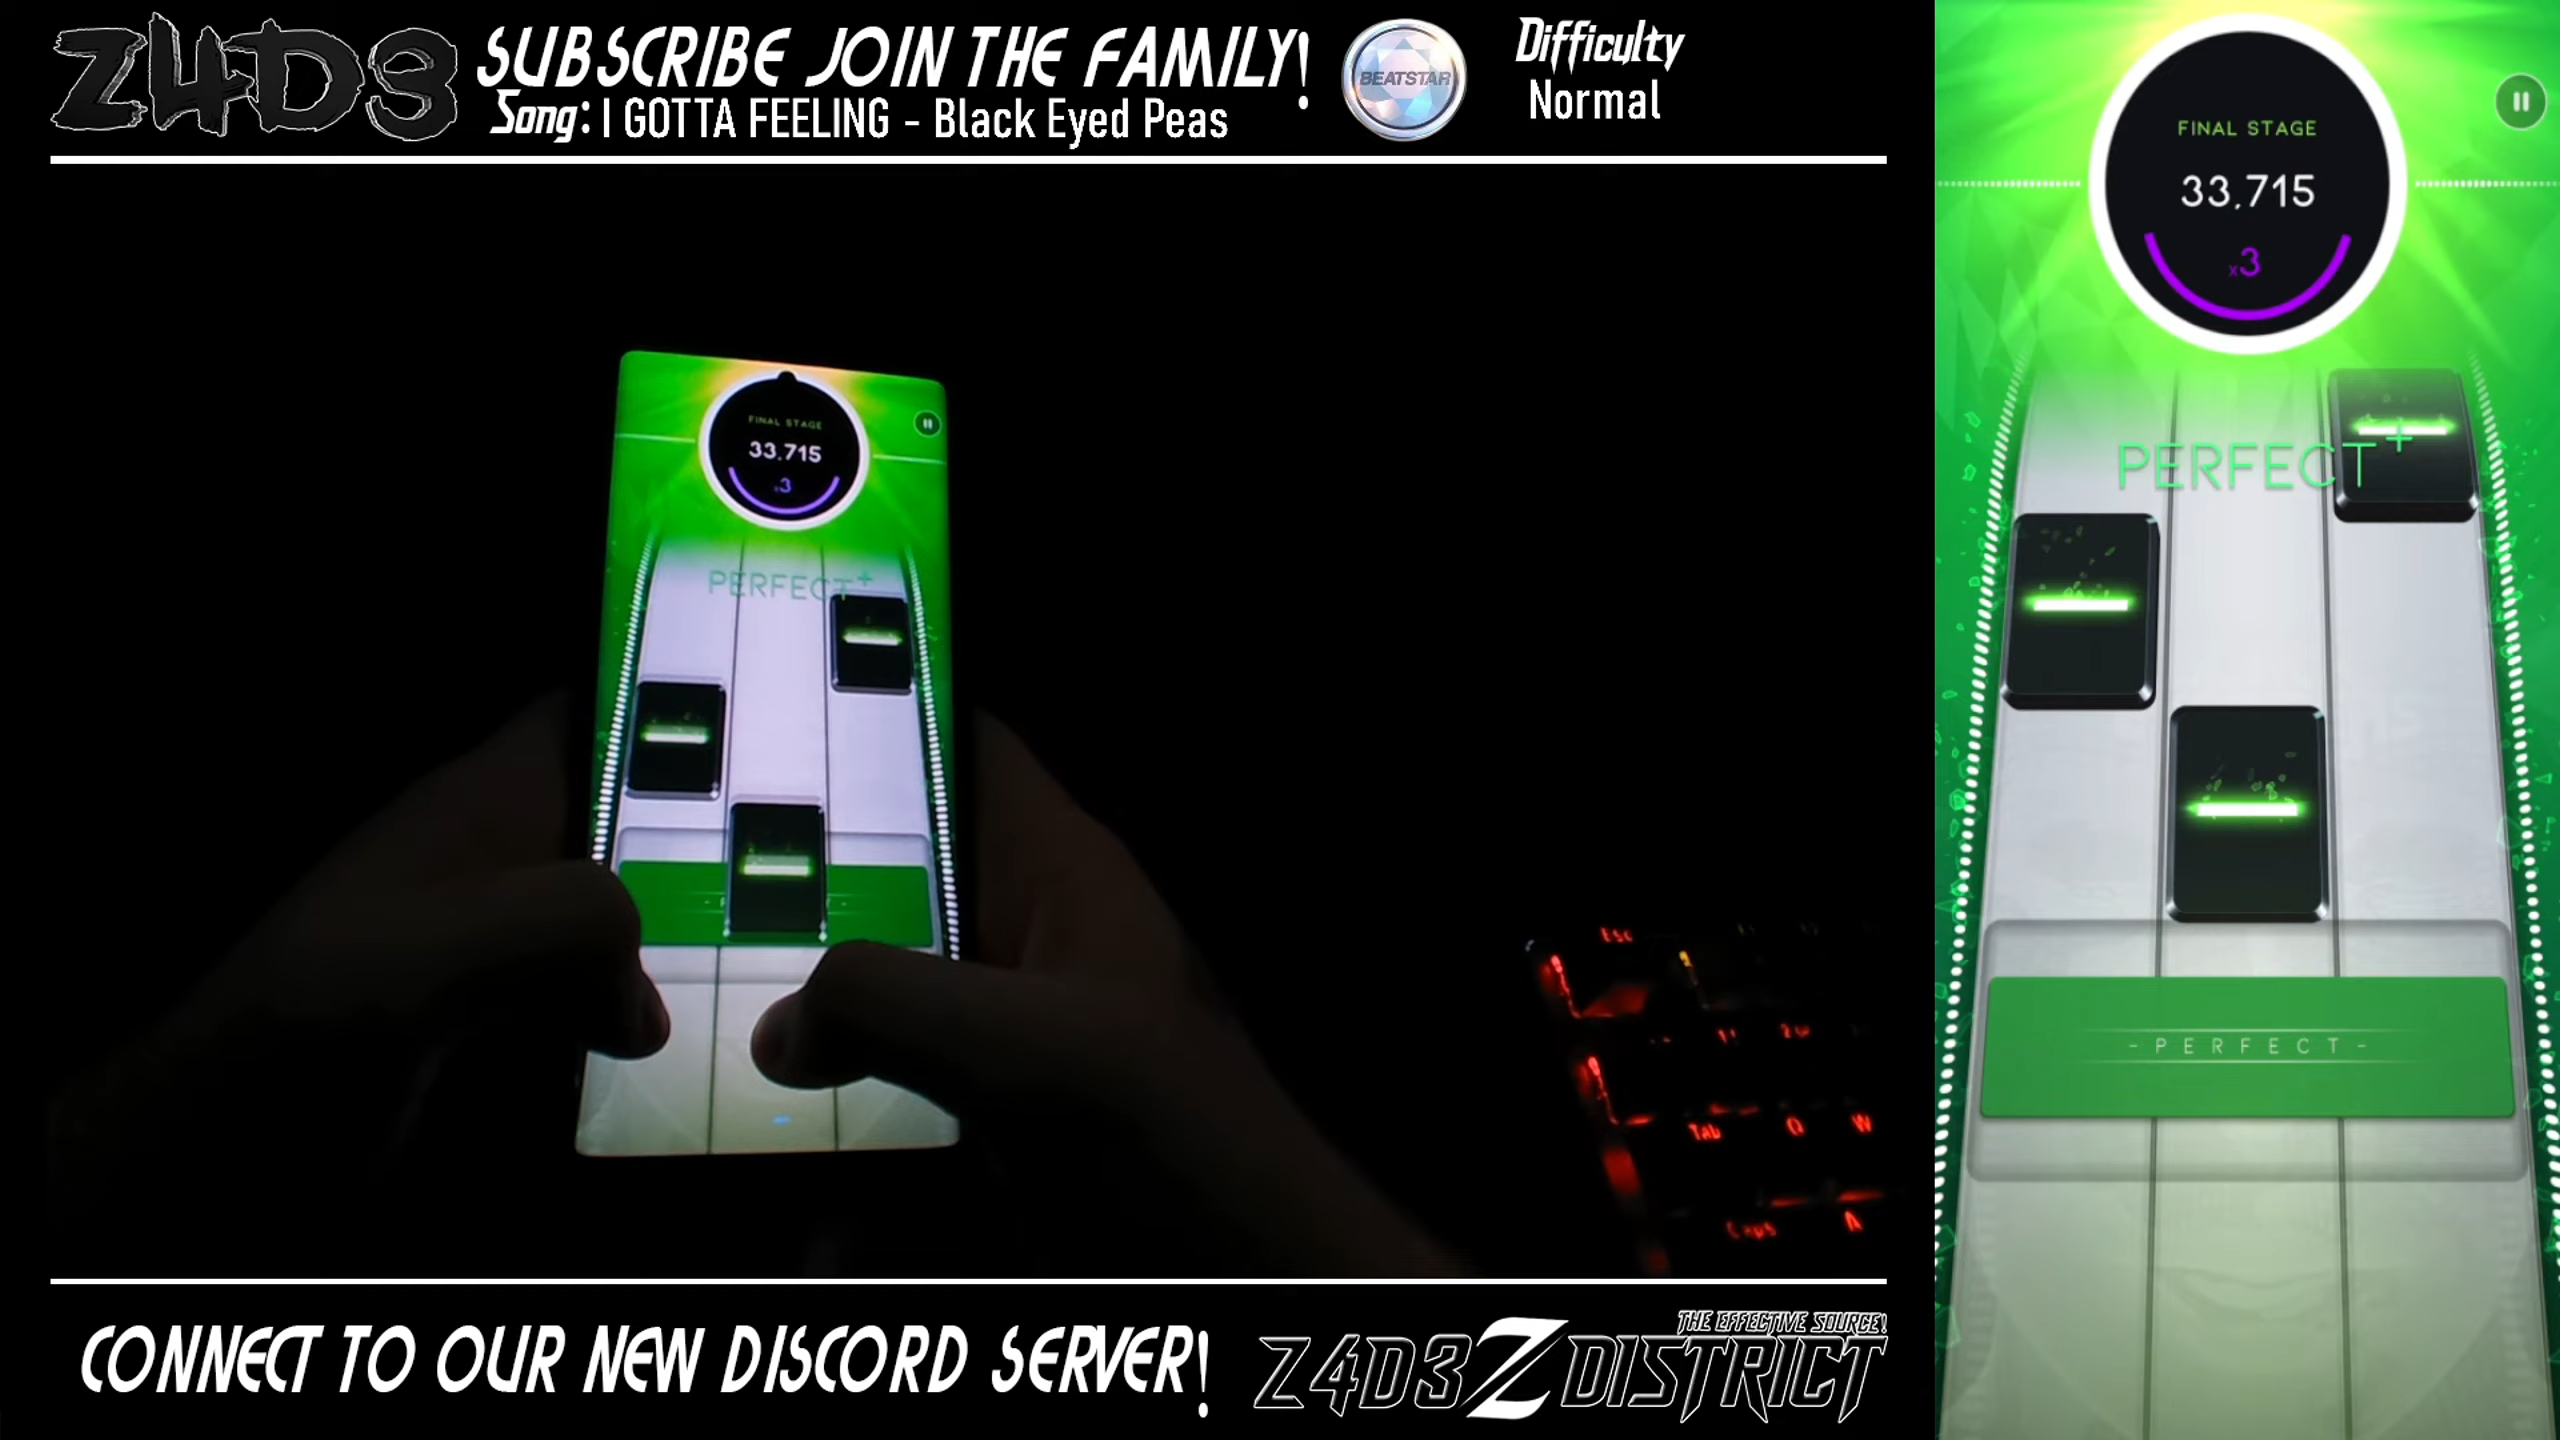 Z4D3
SUBSCRIBE JOIN THE FAMILY!
Song: I GOTTA FEELING - Black Eyed Peas
BEATSTAR
Difficulty
Normal
FINAL STAGE
33,715
x3
PERFECT+
- PERFECT -
FINAL STAGE
33.715
x3
PERFECT+
Esc
Tab
Q
W
Caps
A
CONNECT TO OUR NEW DISCORD SERVER!
THE EFFECTIVE SOURCE!
Z4D3 Z DISTRICT